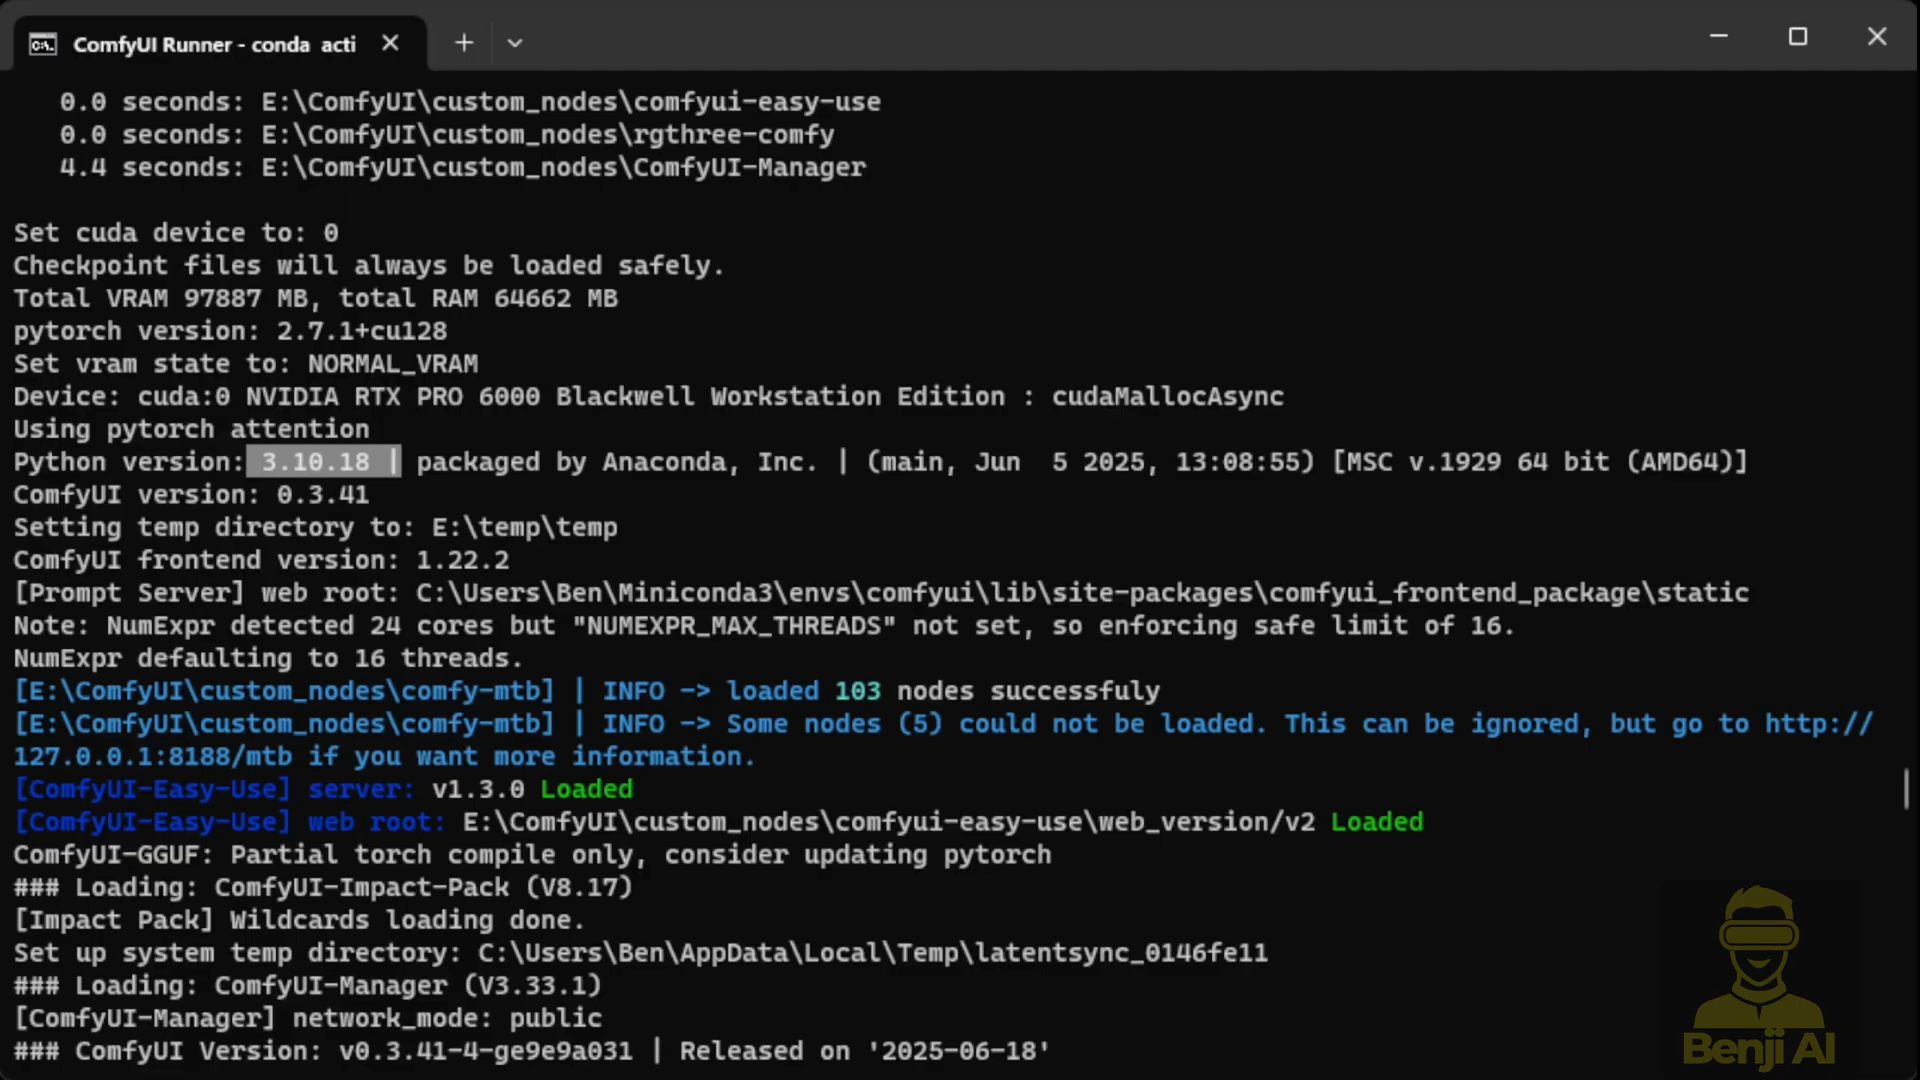 ComfyUI Runner - conda acti
0.0 seconds: E:\ComfyUI\custom_nodes\comfyui-easy-use
0.0 seconds: E:\ComfyUI\custom_nodes\rgthree-comfy
4.4 seconds: E:\ComfyUI\custom_nodes\ComfyUI-Manager
Set cuda device to: 0
Checkpoint files will always be loaded safely.
Total VRAM 97887 MB, total RAM 64662 MB
pytorch version: 2.7.1+cu128
Set vram state to: NORMAL_VRAM
Device: cuda:0 NVIDIA RTX PRO 6000 Blackwell Workstation Edition : cudaMallocAsync
Using pytorch attention
Python version: 3.10.18 | packaged by Anaconda, Inc. | (main, Jun  5 2025, 13:08:55) [MSC v.1929 64 bit (AMD64)]
ComfyUI version: 0.3.41
Setting temp directory to: E:\temp\temp
ComfyUI frontend version: 1.22.2
[Prompt Server] web root: C:\Users\Ben\Miniconda3\envs\comfyui\lib\site-packages\comfyui_frontend_package\static
Note: NumExpr detected 24 cores but "NUMEXPR_MAX_THREADS" not set, so enforcing safe limit of 16.
NumExpr defaulting to 16 threads.
[E:\ComfyUI\custom_nodes\comfy-mtb] | INFO -> loaded 103 nodes successfuly
[E:\ComfyUI\custom_nodes\comfy-mtb] | INFO -> Some nodes (5) could not be loaded. This can be ignored, but go to http://
127.0.0.1:8188/mtb if you want more information.
[ComfyUI-Easy-Use] server: v1.3.0 Loaded
[ComfyUI-Easy-Use] web root: E:\ComfyUI\custom_nodes\comfyui-easy-use\web_version/v2 Loaded
ComfyUI-GGUF: Partial torch compile only, consider updating pytorch
### Loading: ComfyUI-Impact-Pack (V8.17)
[Impact Pack] Wildcards loading done.
Set up system temp directory: C:\Users\Ben\AppData\Local\Temp\latentsync_0146fe11
### Loading: ComfyUI-Manager (V3.33.1)
[ComfyUI-Manager] network_mode: public
### ComfyUI Version: v0.3.41-4-ge9e9a031 | Released on '2025-06-18'
Benji AI